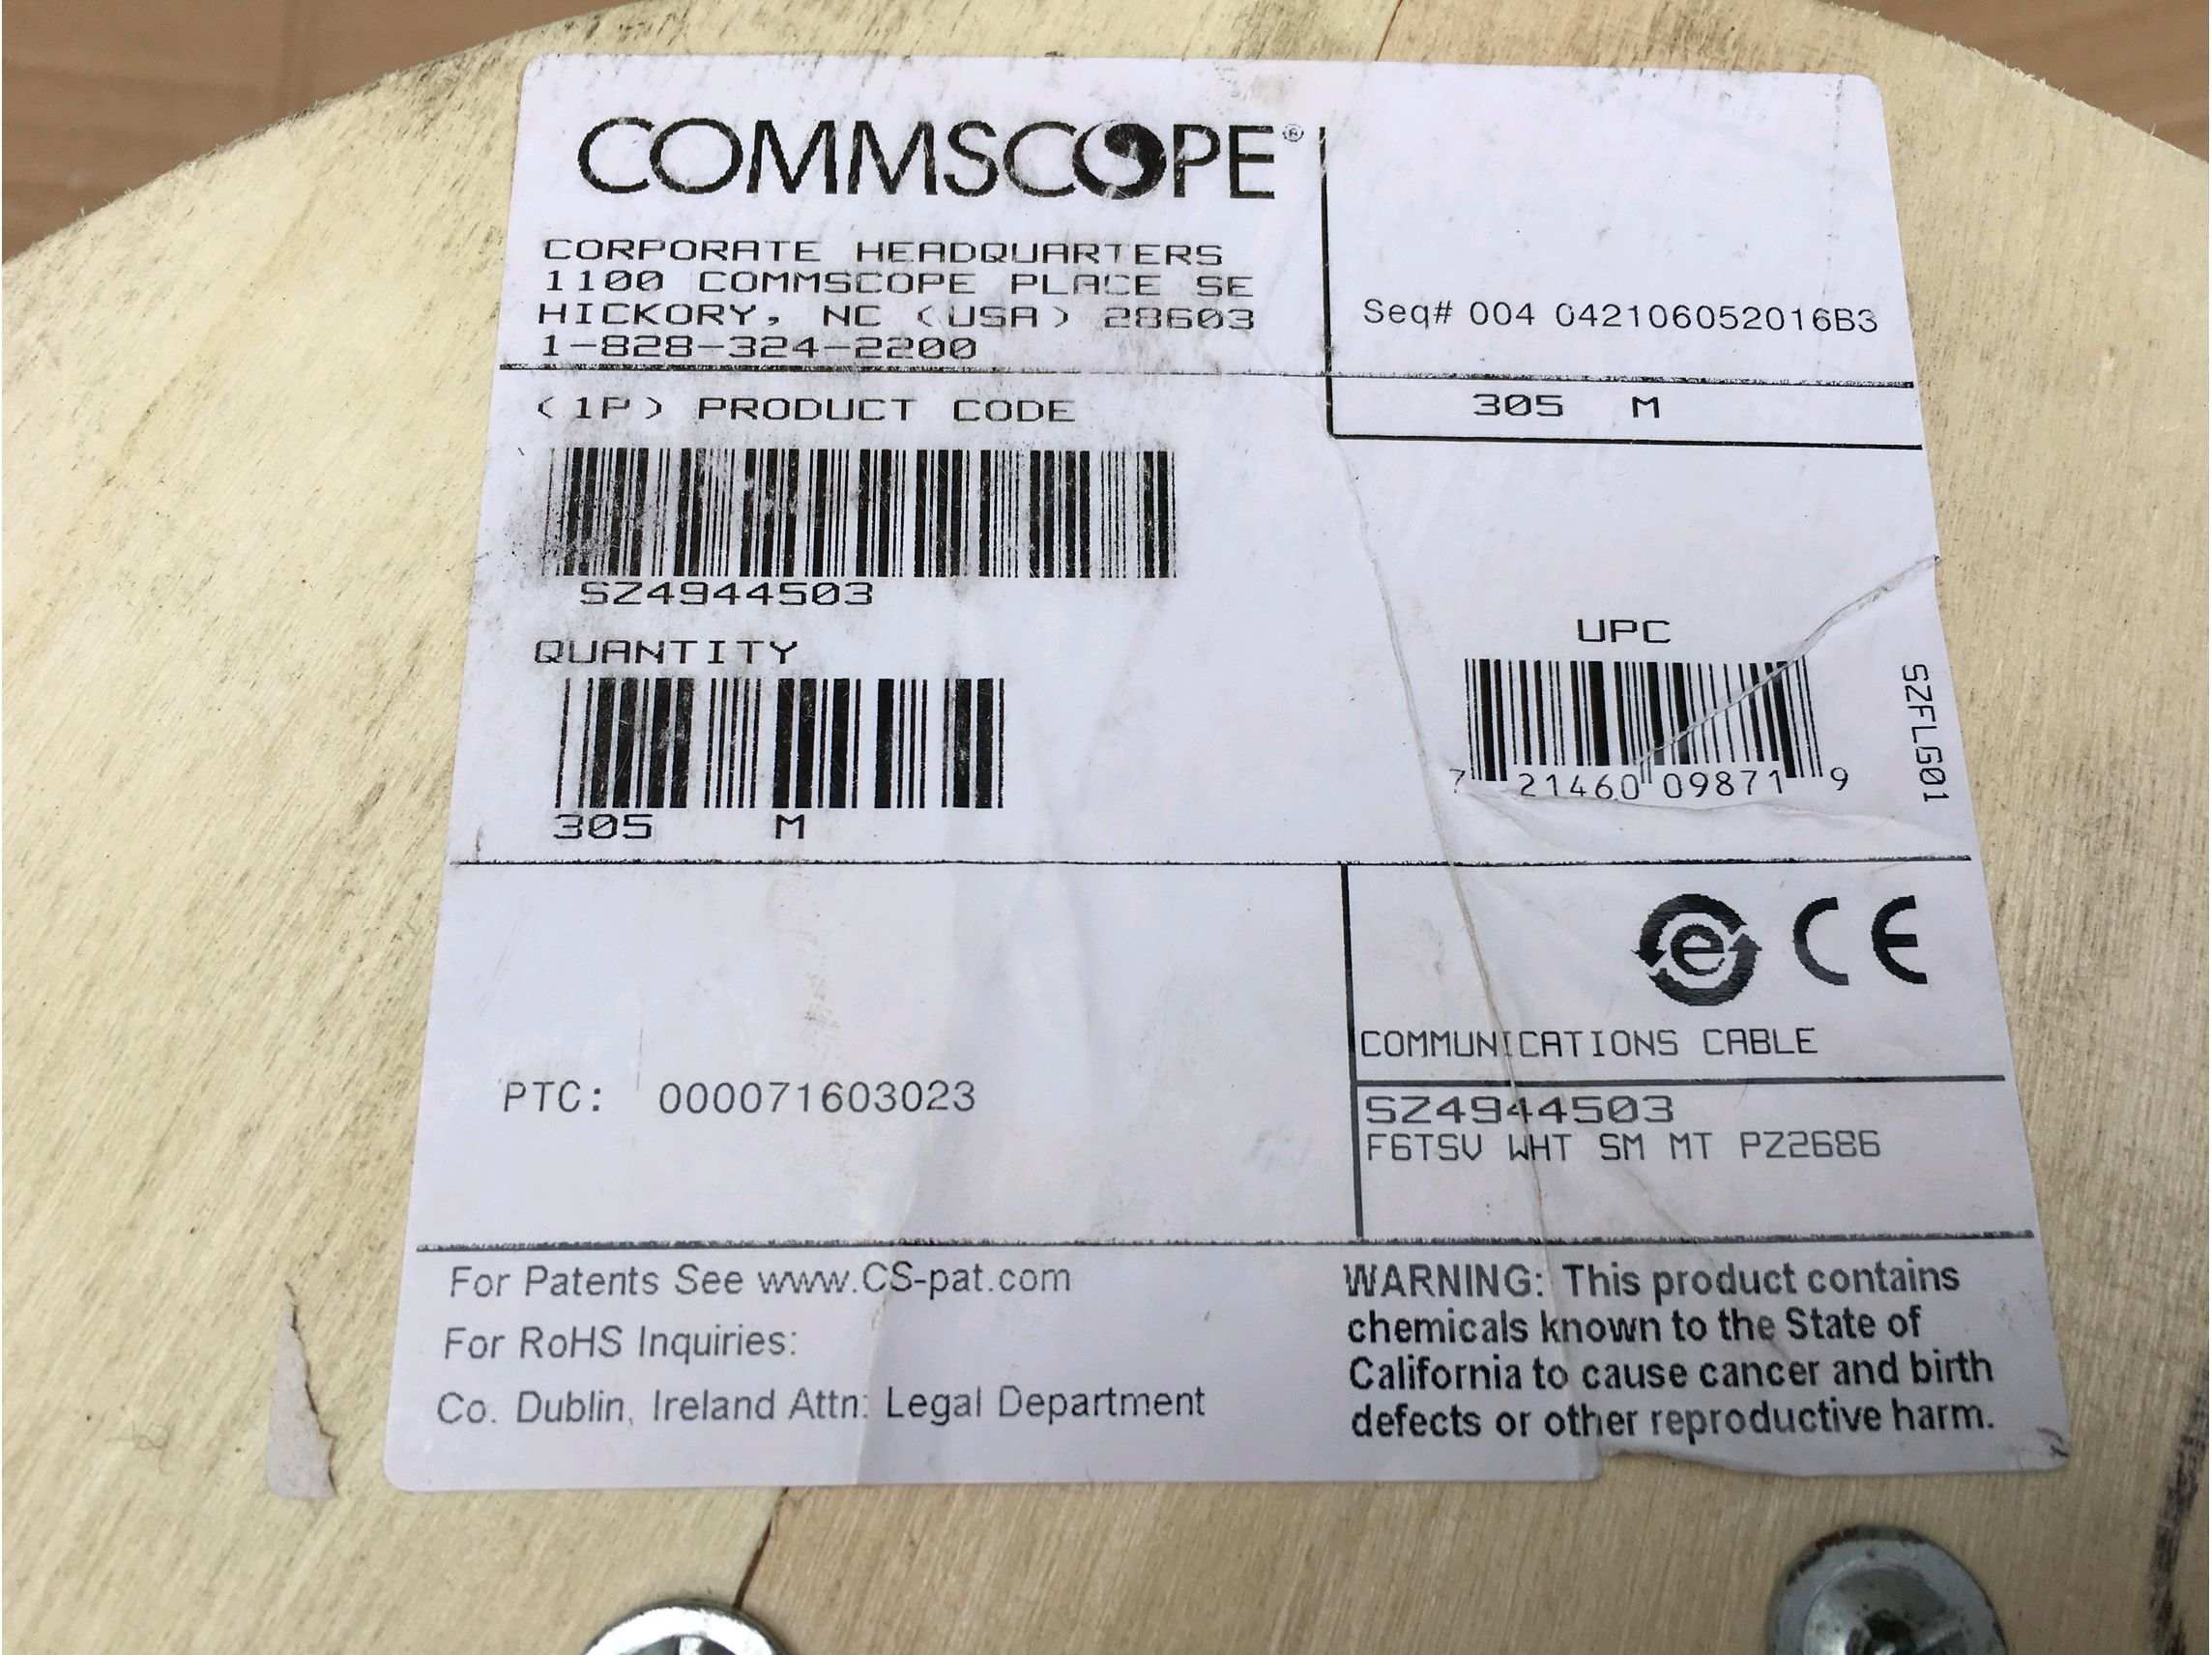 COMMSCOPE®
CORPORATE HEADQUARTERS
1100 COMMSCOPE PLACE SE
HICKORY, NC (USA) 28603
1-828-324-2200
Seq# 004 042106052016B3
305 M
(1P) PRODUCT CODE
SZ4944503
QUANTITY
305 M
UPC
7 21460 09871 9
SZFLG01
e CE
COMMUNICATIONS CABLE
PTC: 000071603023
SZ4944503
F6TSV WHT SM MT PZ2686
For Patents See www.CS-pat.com
For RoHS Inquiries:
Co. Dublin, Ireland Attn: Legal Department
WARNING: This product contains
chemicals known to the State of
California to cause cancer and birth
defects or other reproductive harm.